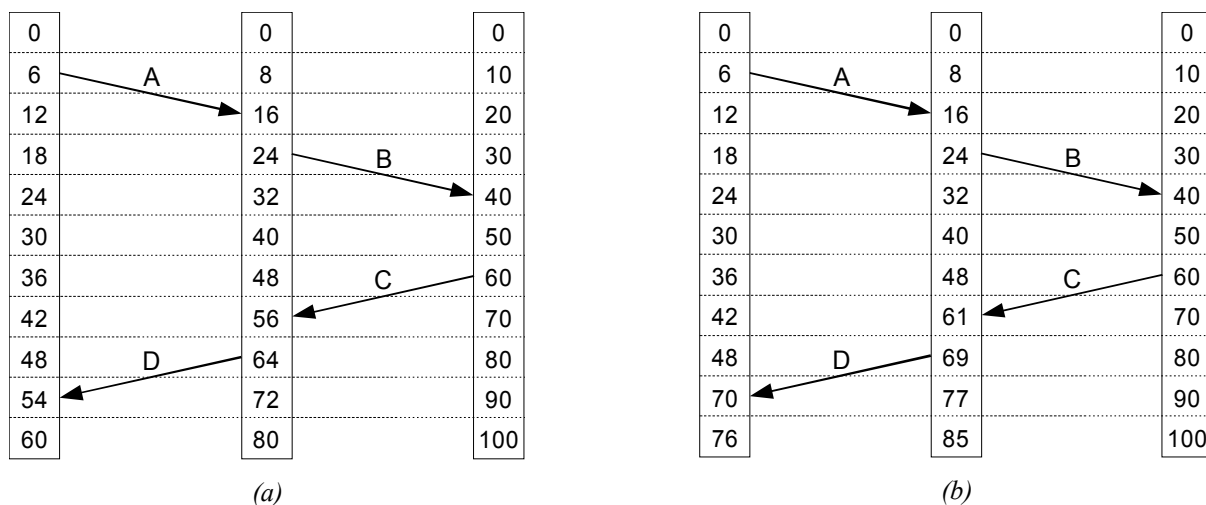 0 0 0 0 0 0
6 A 8 10 6 A 8 10
12 16 20 12 16 20
18 24 B 30 18 24 B 30
24 32 40 24 32 40
30 40 50 30 40 50
36 48 C 60 36 48 C 60
42 56 70 42 61 70
48 D 64 80 48 D 69 80
54 72 90 70 77 90
60 80 100 76 85 100
(a) (b)